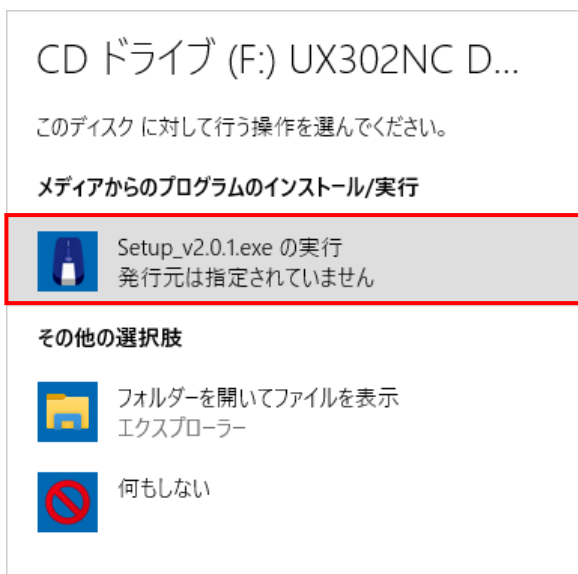 CD ドライブ (F:) UX302NC D...
このディスク に対して行う操作を選んでください。
メディアからのプログラムのインストール/実行
Setup_v2.0.1.exe の実行
発行元は指定されていません
その他の選択肢
フォルダーを開いてファイルを表示
エクスプローラー
何もしない